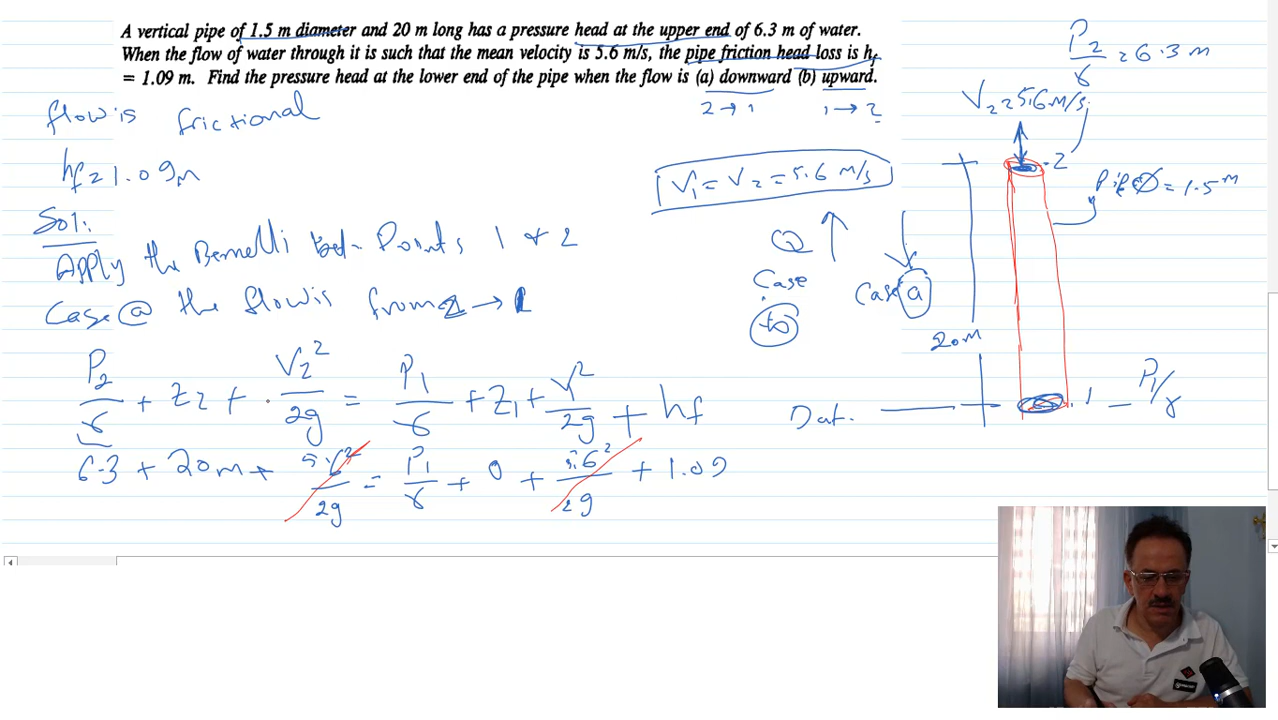 A vertical pipe of 1.5 m diameter and 20 m long has a pressure head at the upper end of 6.3 m of water.
When the flow of water through it is such that the mean velocity is 5.6 m/s, the pipe friction head loss is hf
= 1.09 m. Find the pressure head at the lower end of the pipe when the flow is (a) downward (b) upward.
2 → 1 1 → 2
P2/γ = 6.3 m
V2 = 5.6 m/s
flow is frictional
hf = 1.09 m
V1 = V2 = 5.6 m/s
2
Pipe Ø = 1.5 m
Sol:
Apply the Bernelli bet. Points 1 & 2
Q
Case
b
Case a
Case @ the flow is from 2 → 1
20 m
P2/γ + Z2 + V2²/2g = P1/γ + Z1 + V²/2g + hf
Dat.
1
P1/γ
6.3 + 20m + 5.6²/2g = P1/γ + 0 + 5.6²/2g + 1.09